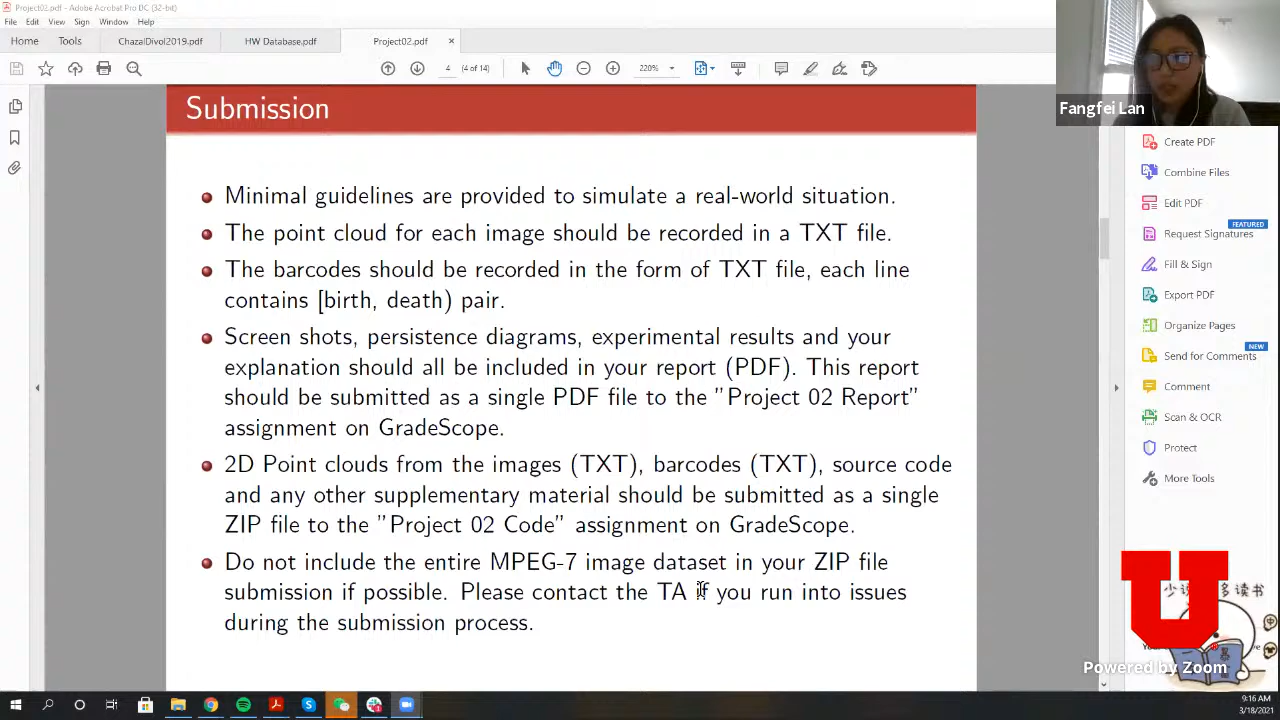 Project02.pdf - Adobe Acrobat Pro DC (32-bit)
File Edit View Sign Window Help
Home Tools ChazalDivol2019.pdf HW Database.pdf Project02.pdf ×
4 (4 of 14) 220%
Fangfei Lan
Submission
Minimal guidelines are provided to simulate a real-world situation.
The point cloud for each image should be recorded in a TXT file.
The barcodes should be recorded in the form of TXT file, each line
contains [birth, death) pair.
Screen shots, persistence diagrams, experimental results and your
explanation should all be included in your report (PDF). This report
should be submitted as a single PDF file to the "Project 02 Report"
assignment on GradeScope.
2D Point clouds from the images (TXT), barcodes (TXT), source code
and any other supplementary material should be submitted as a single
ZIP file to the "Project 02 Code" assignment on GradeScope.
Do not include the entire MPEG-7 image dataset in your ZIP file
submission if possible. Please contact the TA if you run into issues
during the submission process.
Create PDF
Combine Files
Edit PDF
FEATURED
Request Signatures
Fill & Sign
Export PDF
Organize Pages
NEW
Send for Comments
Comment
Scan & OCR
Protect
More Tools
少 多读书
U
中
易
Powered by Zoom
9:16 AM
3/18/2021